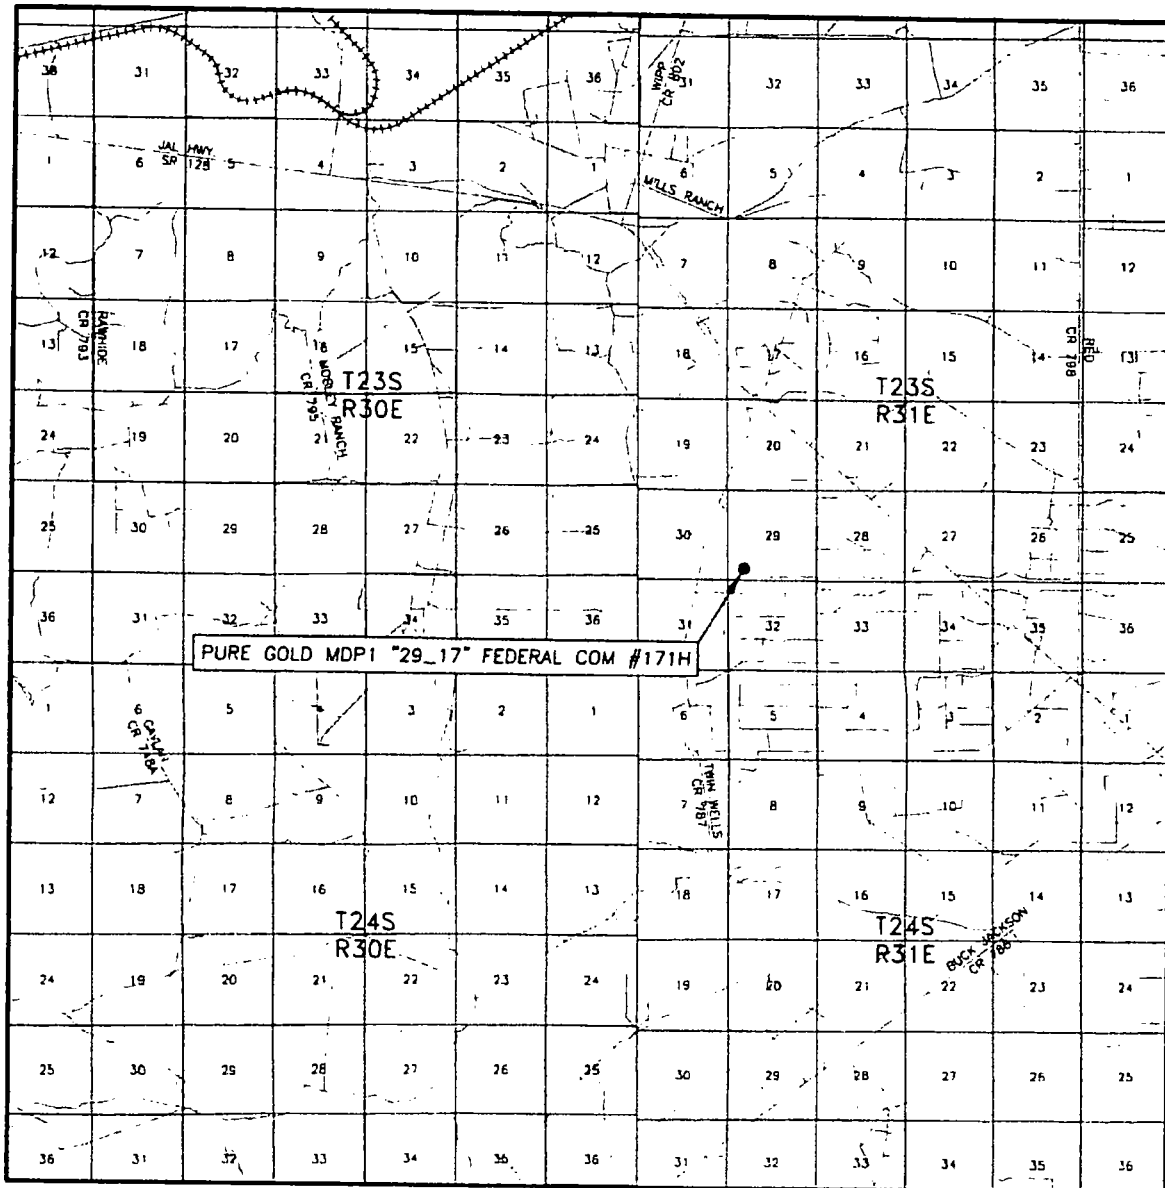 36 31 32 33 34 35 36 31 32 33 34 35 36
WIPP
CR 802
1 6 5 4 3 2 1 6 5 4 3 2 1
JAL HWY
SR 128
MILLS RANCH
12 7 8 9 10 11 12 7 8 9 10 11 12
13 18 17 16 15 14 13 18 17 16 15 14 13
RAWHIDE
CR 793
MOBLEY RANCH
CR 795
RED
CR 798
T23S
R30E
T23S
R31E
24 19 20 21 22 23 24 19 20 21 22 23 24
25 30 29 28 27 26 25 30 29 28 27 26 25
36 31 32 33 34 35 36 31 32 33 34 35 36
PURE GOLD MDP1 "29_17" FEDERAL COM #171H
1 6 5 3 2 1 6 5 4 3 2 1
CR 748A
TWIN WELLS
CR 787
12 7 8 9 10 11 12 7 8 9 10 11 12
13 18 17 16 15 14 13 18 17 16 15 14 13
T24S
R30E
T24S
R31E
BUCK JACKSON
24 19 20 21 22 23 24 19 20 21 22 23 24
25 30 29 28 27 26 25 30 29 28 27 26 25
36 31 32 33 34 35 36 31 32 33 34 35 36